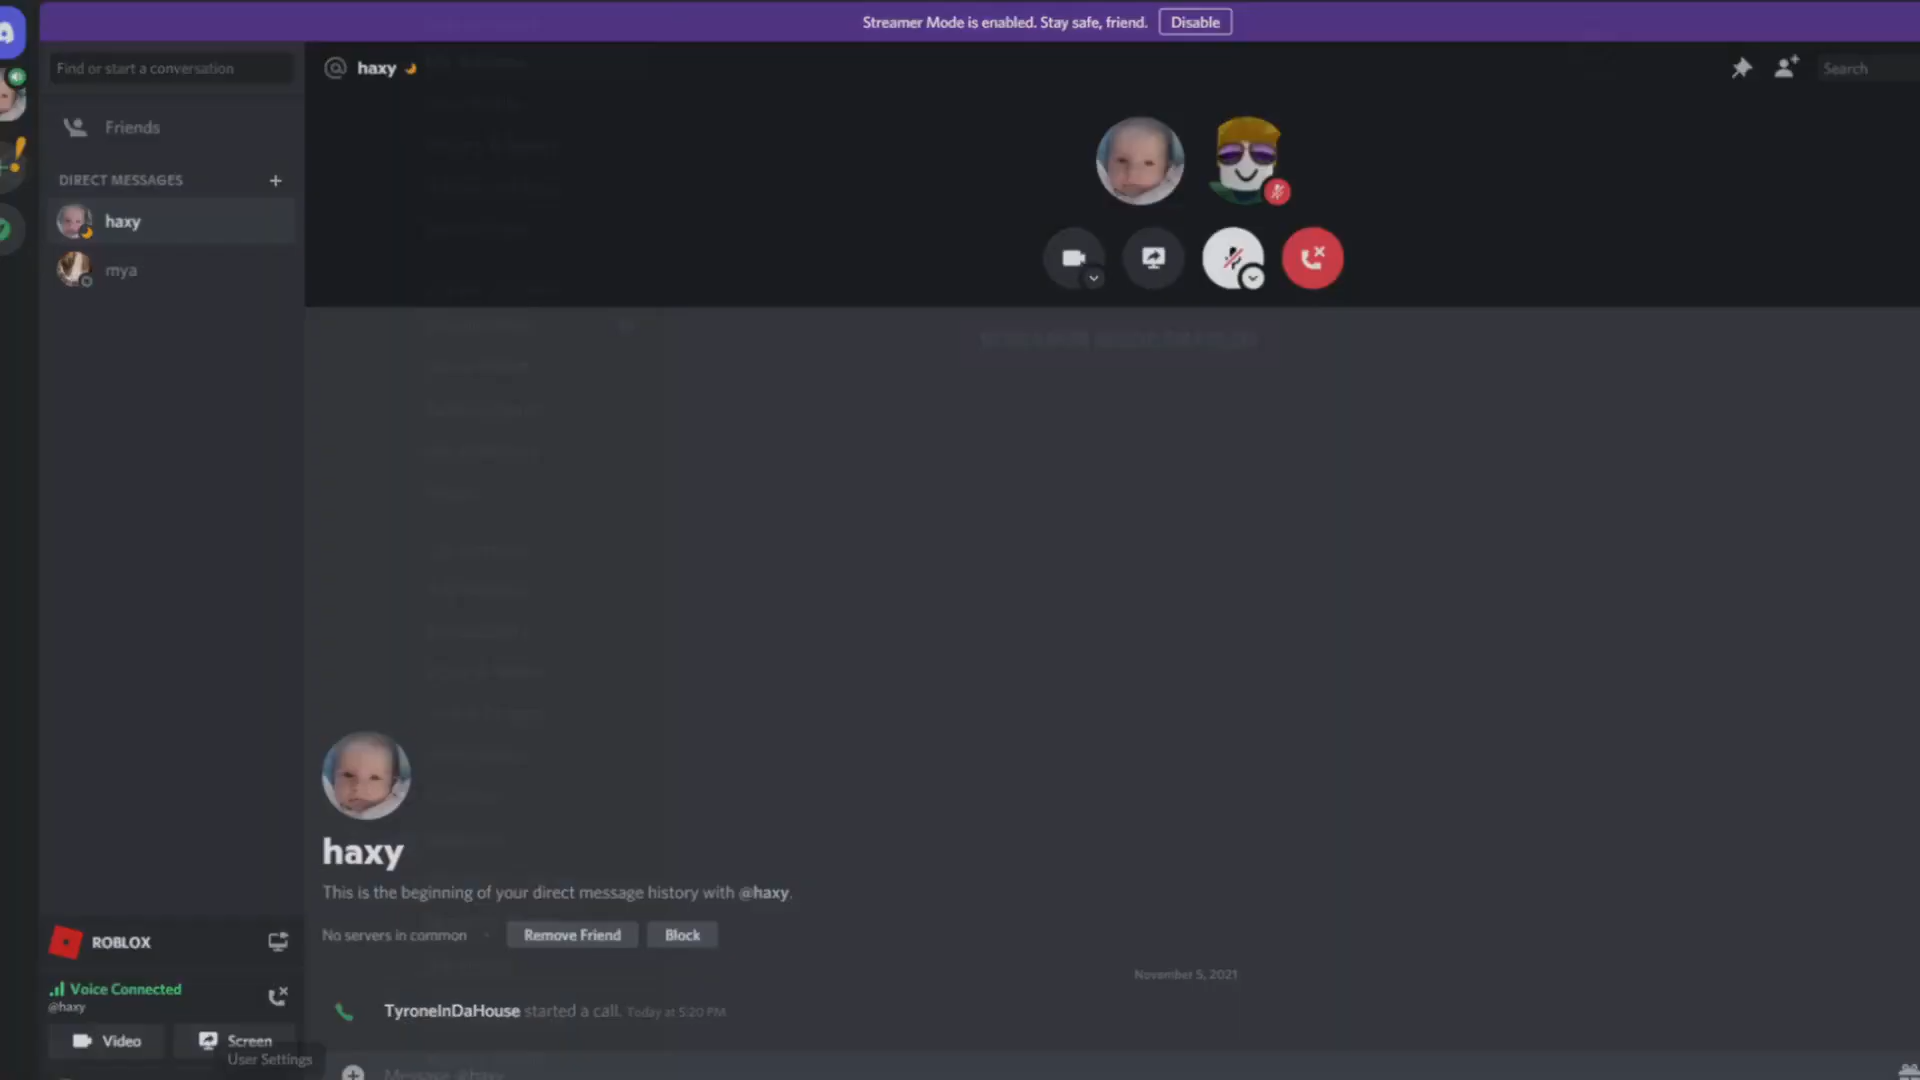 Streamer Mode is enabled. Stay safe, friend. Disable
Find or start a conversation
haxy
Search
Friends
DIRECT MESSAGES
haxy
mya
haxy
This is the beginning of your direct message history with @haxy.
No servers in common
Remove Friend
Block
November 5, 2021
TyroneInDaHouse started a call. Today at 5:20 PM
Message @haxy
ROBLOX
Voice Connected
@haxy
Video
Screen
User Settings